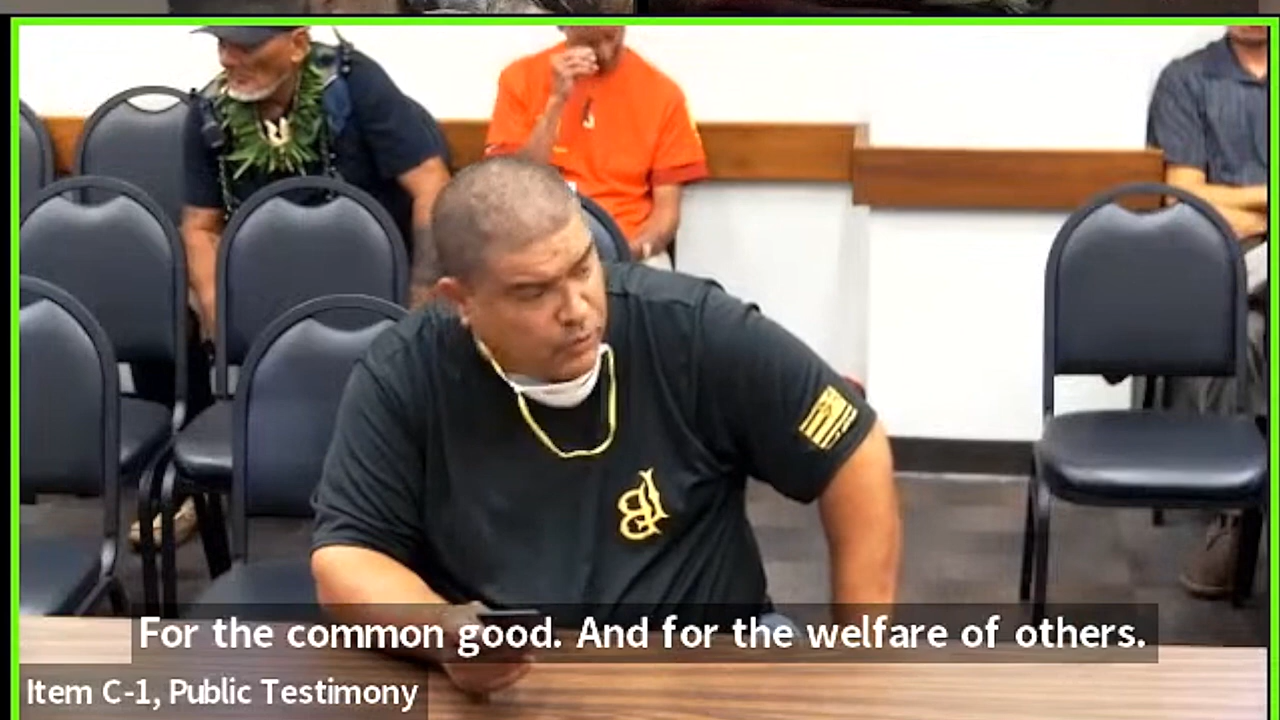 For the common good. And for the welfare of others.
Item C-1, Public Testimony